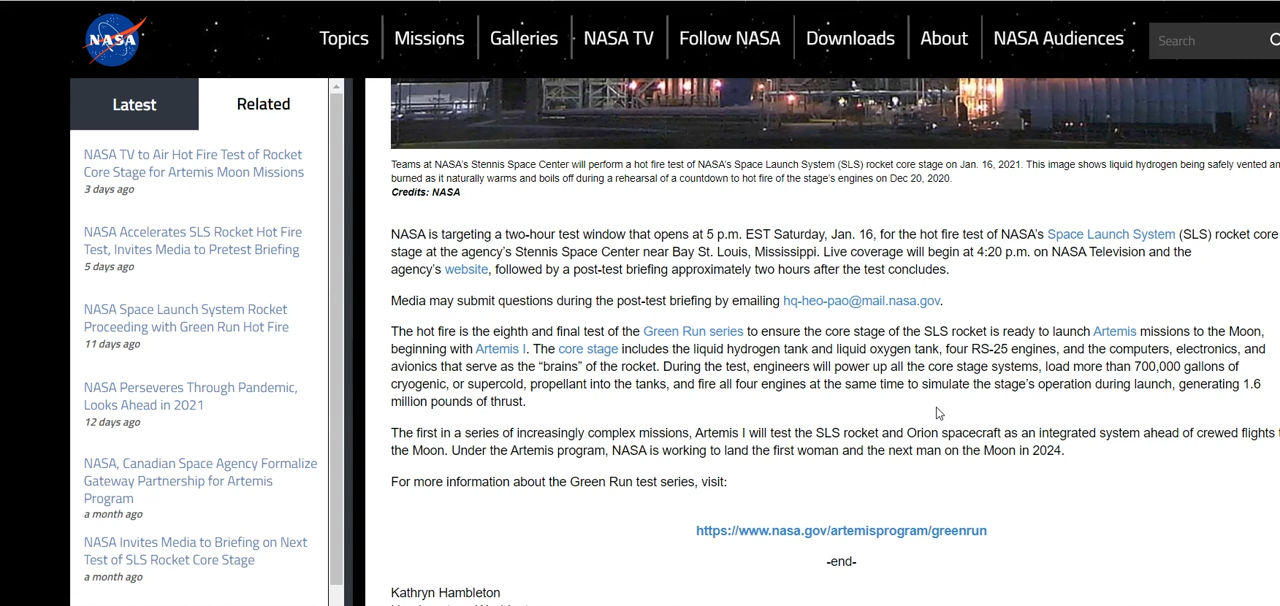 NASA
Topics
Missions
Galleries
NASA TV
Follow NASA
Downloads
About
NASA Audiences
Search
Latest
Related
NASA TV to Air Hot Fire Test of Rocket
Core Stage for Artemis Moon Missions
3 days ago
NASA Accelerates SLS Rocket Hot Fire
Test, Invites Media to Pretest Briefing
5 days ago
NASA Space Launch System Rocket
Proceeding with Green Run Hot Fire
11 days ago
NASA Perseveres Through Pandemic,
Looks Ahead in 2021
12 days ago
NASA, Canadian Space Agency Formalize
Gateway Partnership for Artemis
Program
a month ago
NASA Invites Media to Briefing on Next
Test of SLS Rocket Core Stage
a month ago
Teams at NASA's Stennis Space Center will perform a hot fire test of NASA's Space Launch System (SLS) rocket core stage on Jan. 16, 2021. This image shows liquid hydrogen being safely vented an
burned as it naturally warms and boils off during a rehearsal of a countdown to hot fire of the stage's engines on Dec 20, 2020.
Credits: NASA
NASA is targeting a two-hour test window that opens at 5 p.m. EST Saturday, Jan. 16, for the hot fire test of NASA's Space Launch System (SLS) rocket core
stage at the agency's Stennis Space Center near Bay St. Louis, Mississippi. Live coverage will begin at 4:20 p.m. on NASA Television and the
agency's website, followed by a post-test briefing approximately two hours after the test concludes.
Media may submit questions during the post-test briefing by emailing hq-heo-pao@mail.nasa.gov.
The hot fire is the eighth and final test of the Green Run series to ensure the core stage of the SLS rocket is ready to launch Artemis missions to the Moon,
beginning with Artemis I. The core stage includes the liquid hydrogen tank and liquid oxygen tank, four RS-25 engines, and the computers, electronics, and
avionics that serve as the “brains” of the rocket. During the test, engineers will power up all the core stage systems, load more than 700,000 gallons of
cryogenic, or supercold, propellant into the tanks, and fire all four engines at the same time to simulate the stage's operation during launch, generating 1.6
million pounds of thrust.
The first in a series of increasingly complex missions, Artemis I will test the SLS rocket and Orion spacecraft as an integrated system ahead of crewed flights
the Moon. Under the Artemis program, NASA is working to land the first woman and the next man on the Moon in 2024.
For more information about the Green Run test series, visit:
https://www.nasa.gov/artemisprogram/greenrun
-end-
Kathryn Hambleton